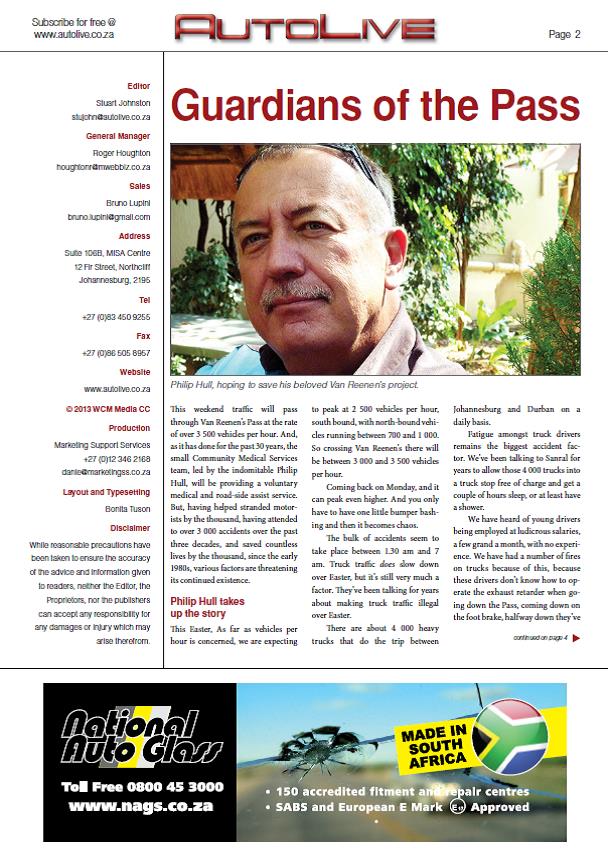 Subscribe for free @
www.autolive.co.za
AUTOLIVE
Page 2
Editor
Stuart Johnston
stujohn@autolive.co.za
General Manager
Roger Houghton
houghtonr@mwebbiz.co.za
Sales
Bruno Lupini
bruno.lupini@gmail.com
Address
Suite 106B, MISA Centre
12 Fir Street, Northcliff
Johannesburg, 2195
Tel
+27 (0)83 450 9255
Fax
+27 (0)86 505 8957
Website
www.autolive.co.za
© 2013 WCM Media CC
Production
Marketing Support Services
+27 (0)12 346 2168
danie@marketingss.co.za
Layout and Typesetting
Bonita Tuson
Disclaimer
While reasonable precautions have
been taken to ensure the accuracy
of the advice and information given
to readers, neither the Editor, the
Proprietors, nor the publishers
can accept any responsibility for
any damages or injury which may
arise therefrom.
Guardians of the Pass
Philip Hull, hoping to save his beloved Van Reenen's project.
This weekend traffic will pass
through Van Reenen's Pass at the rate
of over 3 500 vehicles per hour. And,
as it has done for the past 30 years, the
small Community Medical Services
team, led by the indomitable Philip
Hull, will be providing a voluntary
medical and road-side assist service.
But, having helped stranded motor-
ists by the thousand, having attended
to over 3 000 accidents over the past
three decades, and saved countless
lives by the thousand, since the early
1980s, various factors are threatening
its continued existence.
Philip Hull takes
up the story
This Easter, As far as vehicles per
hour is concerned, we are expecting
to peak at 2 500 vehicles per hour,
south bound, with north-bound vehi-
cles running between 700 and 1 000.
So crossing Van Reenen's there will
be between 3 000 and 3 500 vehicles
per hour.
Coming back on Monday, and it
can peak even higher. And you only
have to have one little bumper bash-
ing and then it becomes chaos.
The bulk of accidents seem to
take place between 1.30 am and 7
am. Truck traffic does slow down
over Easter, but it's still very much a
factor. They've been talking for years
about making truck traffic illegal
over Easter.
There are about 4 000 heavy
trucks that do the trip between
Johannesburg and Durban on a
daily basis.
Fatigue amongst truck drivers
remains the biggest accident fac-
tor. We've been talking to Sanral for
years to allow those 4 000 trucks into
a truck stop free of charge and get a
couple of hours sleep, or at least have
a shower.
We have heard of young drivers
being employed at ludicrous salaries,
a few grand a month, with no experi-
ence. We have had a number of fires
on trucks because of this, because
these drivers don't know how to op-
erate the exhaust retarder when go-
ing down the Pass, coming down on
the foot brake, halfway down they've
continued on page 4
National
Auto Glass
Toll Free 0800 45 3000
www.nags.co.za
MADE IN
SOUTH
AFRICA
• 150 accredited fitment and repair centres
• SABS and European E Mark Approved